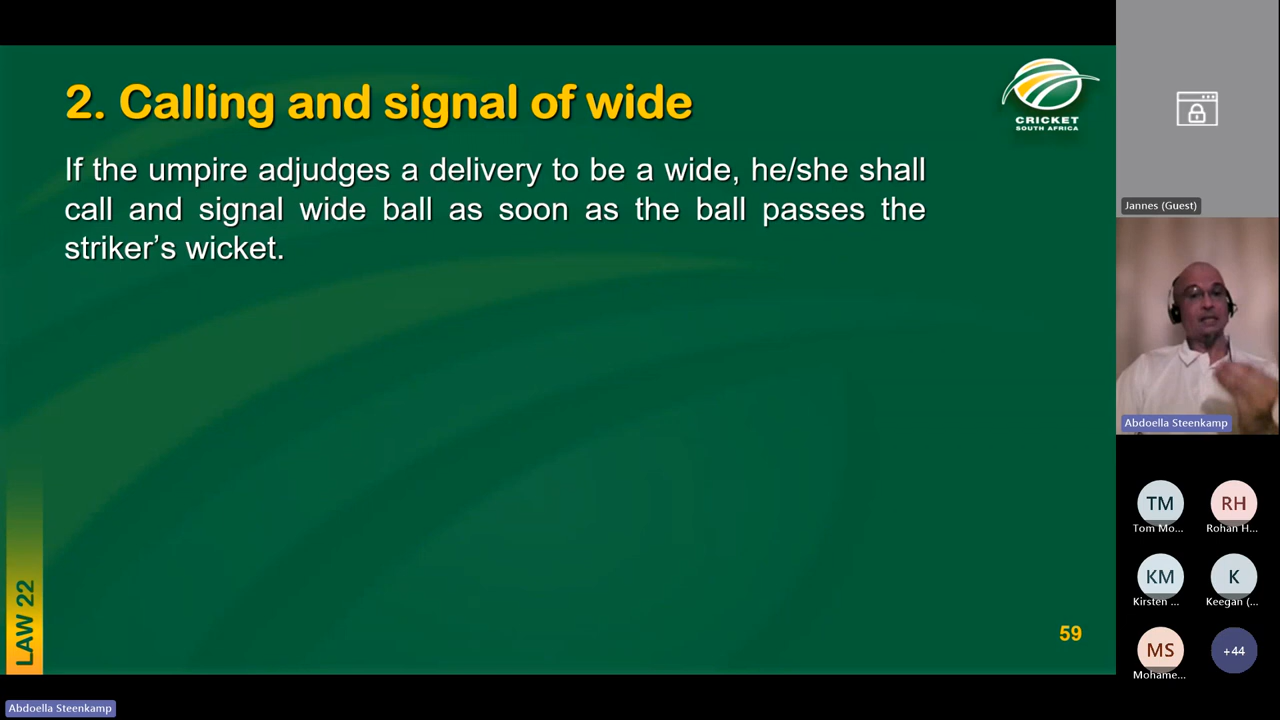 2. Calling and signal of wide
CRICKET
SOUTH AFRICA
If the umpire adjudges a delivery to be a wide, he/she shall
call and signal wide ball as soon as the ball passes the
striker’s wicket.
LAW 22
59
Abdoella Steenkamp
Jannes (Guest)
Abdoella Steenkamp
TM
RH
Tom Mo...
Rohan H...
KM
K
Kirsten ...
Keegan (...
MS
+44
Mohame...